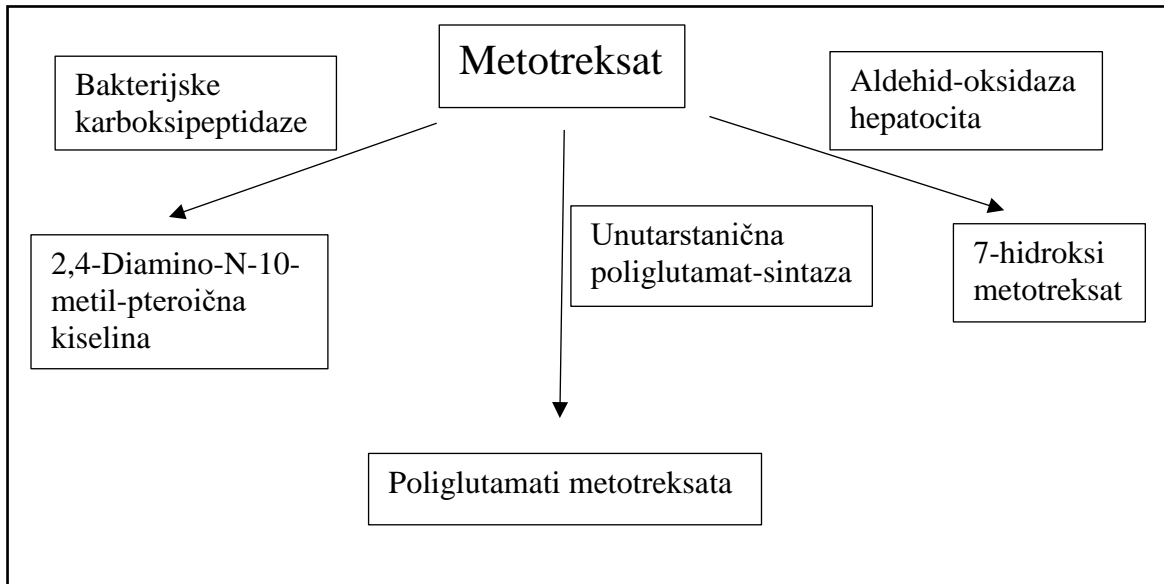 Metotreksat
Bakterijske
karboksipeptidaze
Aldehid-oksidaza
hepatocita
2,4-Diamino-N-10-
metil-pteroična
kiselina
Unutarstanična
poliglutamat-sintaza
7-hidroksi
metotreksat
Poliglutamati metotreksata